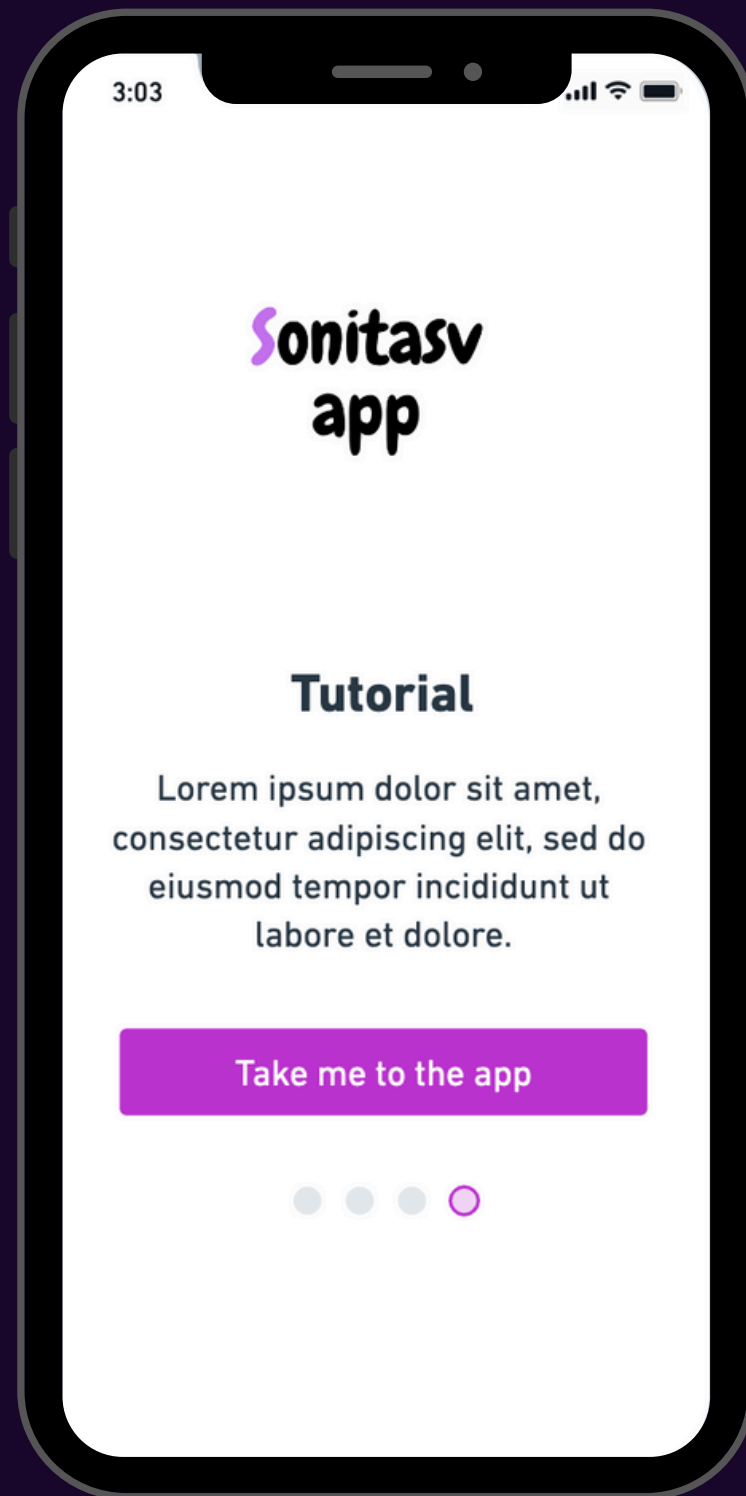 3:03
Sonitasv
app
Tutorial
Lorem ipsum dolor sit amet,
consectetur adipiscing elit, sed do
eiusmod tempor incididunt ut
labore et dolore.
Take me to the app